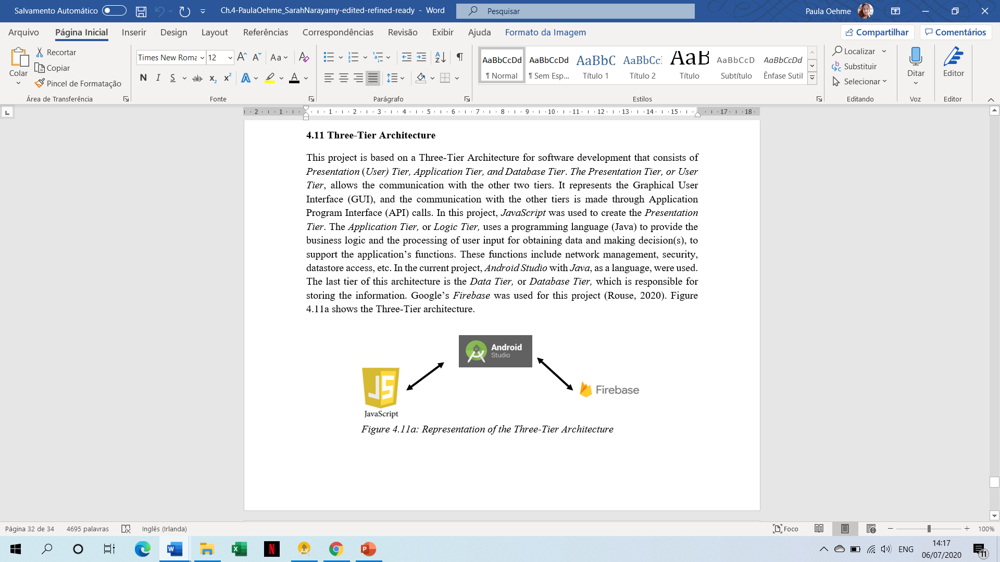 Salvamento Automático
Ch.4-PaulaOehme_SarahNarayamy-edited-refined-ready - Word
Pesquisar
Paula Oehme
Arquivo Página Inicial Inserir Design Layout Referências Correspondências Revisão Exibir Ajuda Formato da Imagem
Compartilhar Comentários
Colar
Recortar
Copiar
Pincel de Formatação
Área de Transferência
Times New Roma 12
Fonte
Parágrafo
AaBbCcDd AaBbCcDd AaBbC AaBbCc AaB AaBbCcD AaBbCcDd
¶ Normal ¶ Sem Esp... Título 1 Título 2 Título Subtítulo Ênfase Sutil
Estilos
Localizar
Substituir
Selecionar
Editando
Ditar
Voz
Editor
Editor
2 1 1 2 3 4 5 6 7 8 9 10 11 12 13 14 15 17 18
4.11 Three-Tier Architecture
This project is based on a Three-Tier Architecture for software development that consists of
Presentation (User) Tier, Application Tier, and Database Tier. The Presentation Tier, or User
Tier, allows the communication with the other two tiers. It represents the Graphical User
Interface (GUI), and the communication with the other tiers is made through Application
Program Interface (API) calls. In this project, JavaScript was used to create the Presentation
Tier. The Application Tier, or Logic Tier, uses a programming language (Java) to provide the
business logic and the processing of user input for obtaining data and making decision(s), to
support the application’s functions. These functions include network management, security,
datastore access, etc. In the current project, Android Studio with Java, as a language, were used.
The last tier of this architecture is the Data Tier, or Database Tier, which is responsible for
storing the information. Google’s Firebase was used for this project (Rouse, 2020). Figure
4.11a shows the Three-Tier architecture.
Android
Studio
JS
JavaScript
Firebase
Figure 4.11a: Representation of the Three-Tier Architecture
Página 32 de 34 4695 palavras Inglês (Irlanda)
Foco
100%
ENG
14:17
06/07/2020
11